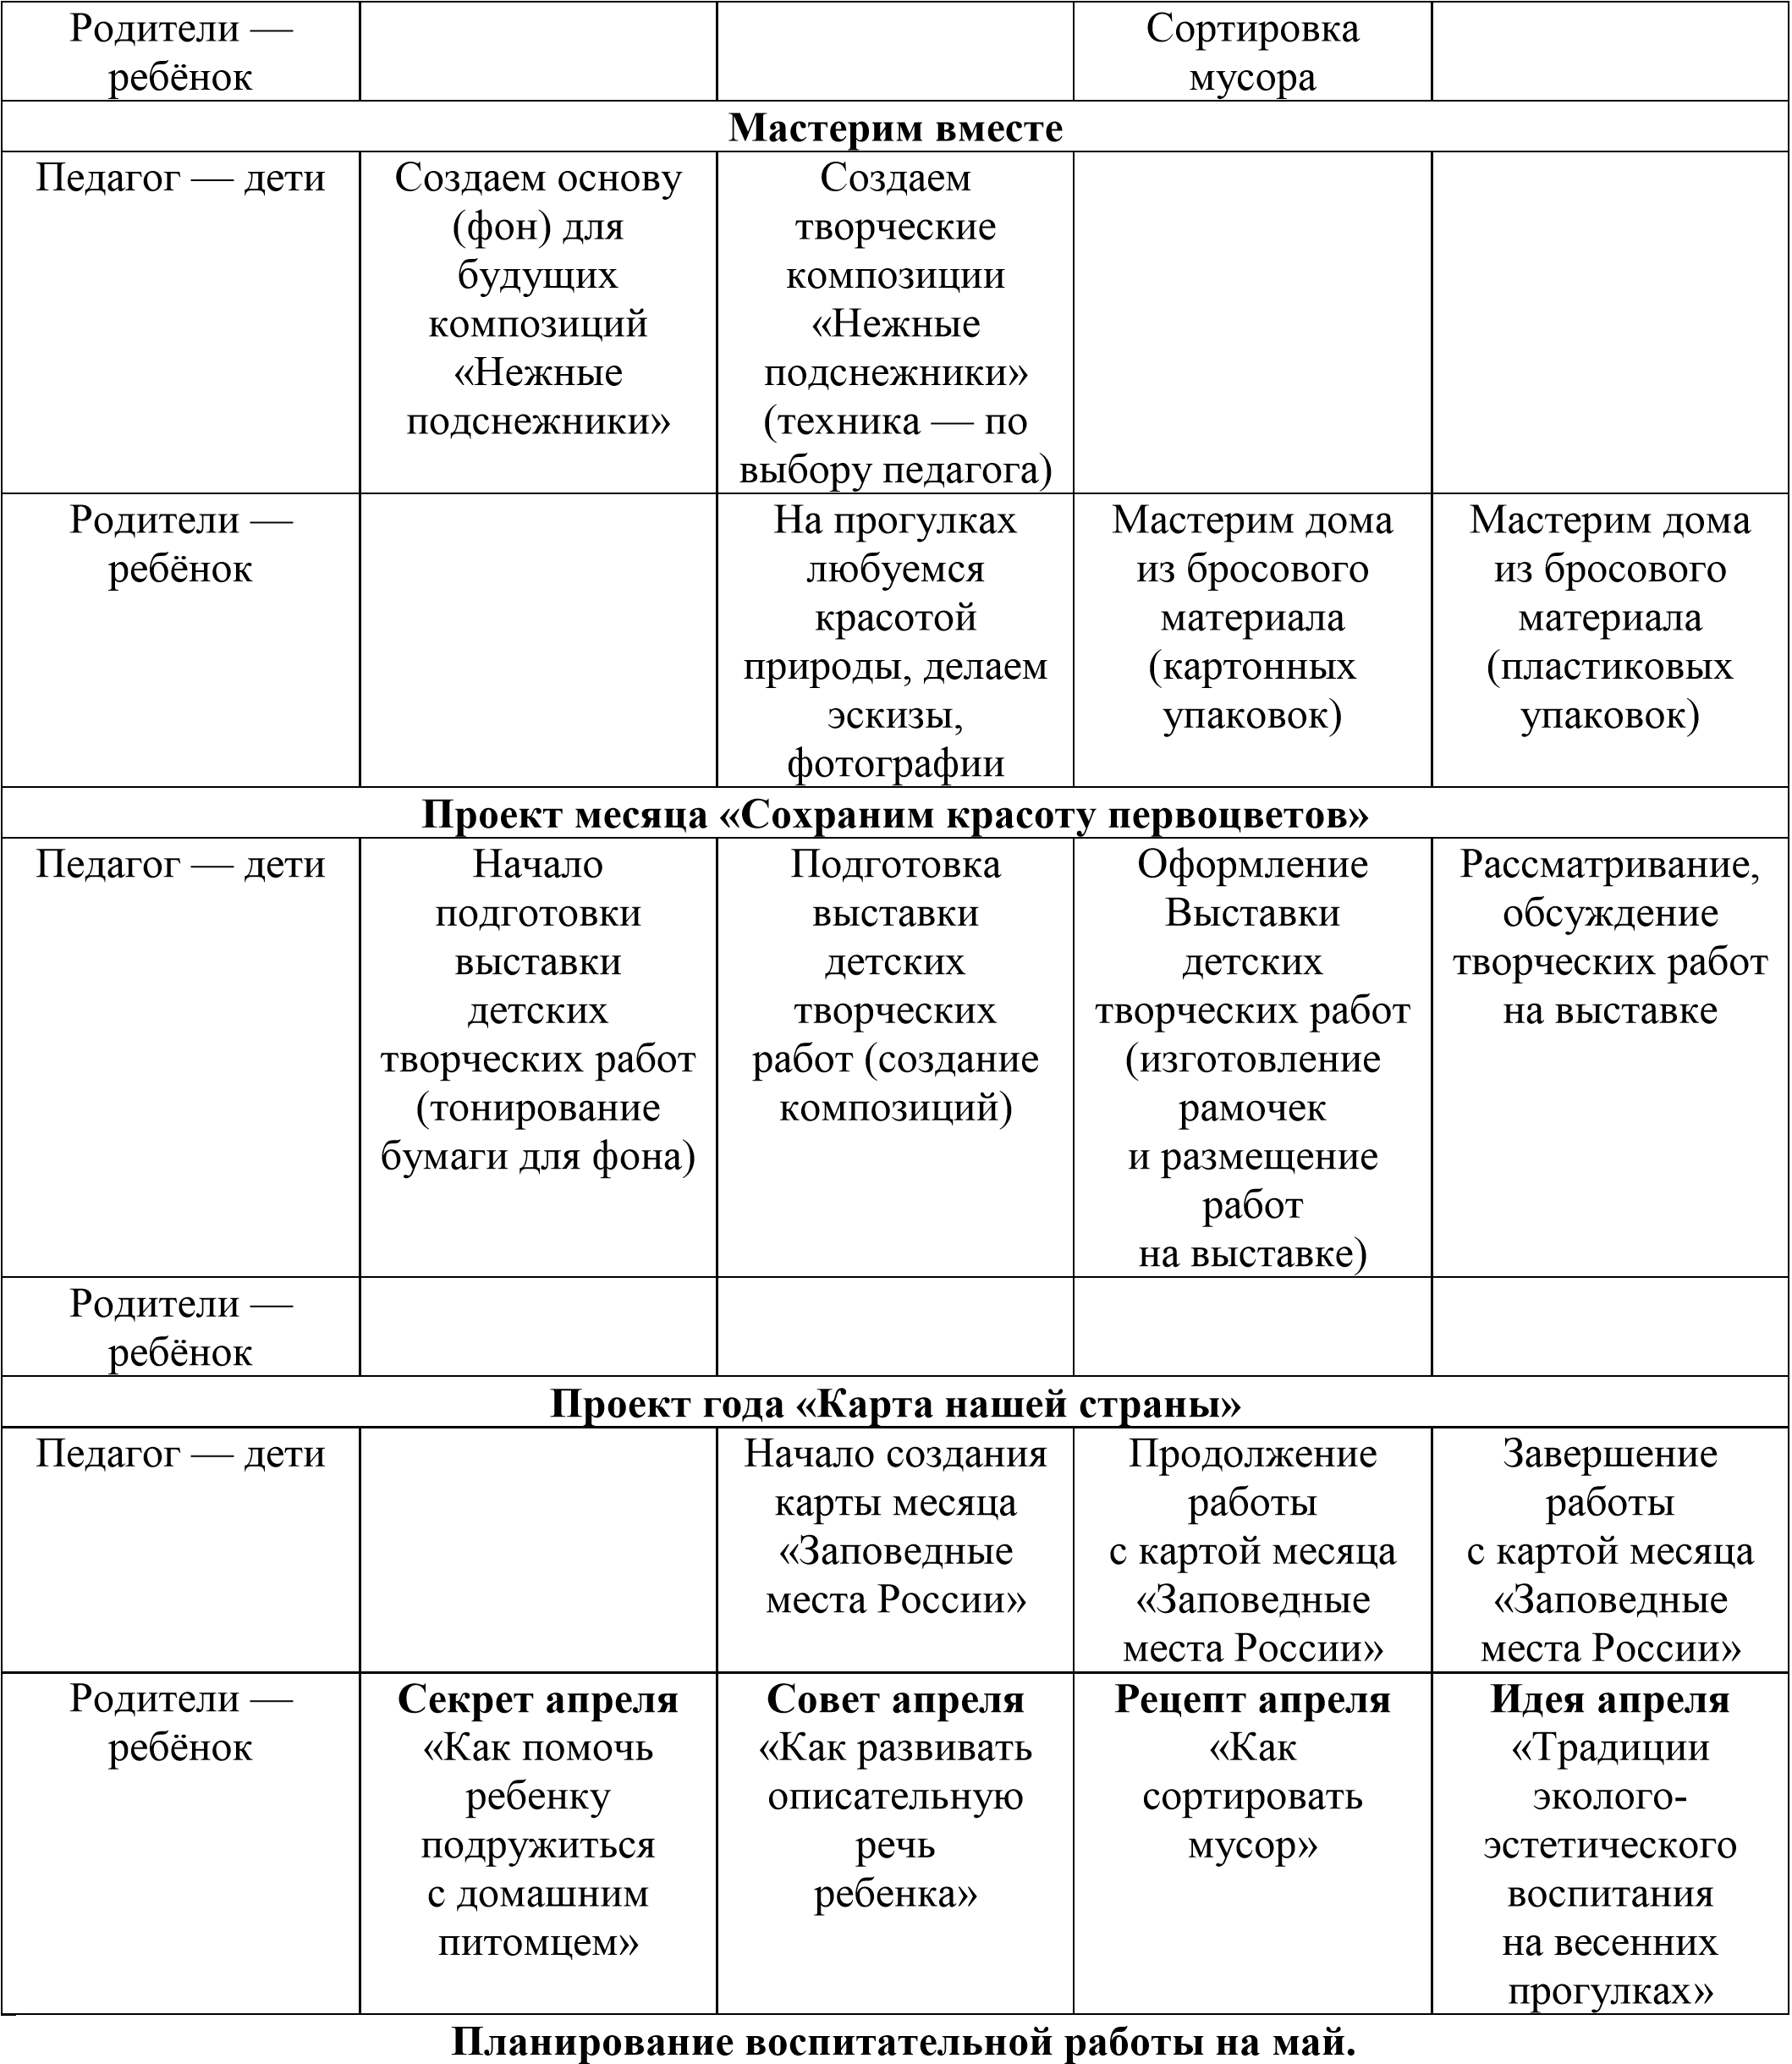 Родители —
ребёнок
Сортировка
мусора
Мастерим вместе
Педагог — дети
Создаем основу
(фон) для
будущих
композиций
«Нежные
подснежники»
Создаем
творческие
композиции
«Нежные
подснежники»
(техника — по
выбору педагога)
Родители —
ребёнок
На прогулках
любуемся
красотой
природы, делаем
эскизы,
фотографии
Мастерим дома
из бросового
материала
(картонных
упаковок)
Мастерим дома
из бросового
материала
(пластиковых
упаковок)
Проект месяца «Сохраним красоту первоцветов»
Педагог — дети
Начало
подготовки
выставки
детских
творческих работ
(тонирование
бумаги для фона)
Подготовка
выставки
детских
творческих
работ (создание
композиций)
Оформление
Выставки
детских
творческих работ
(изготовление
рамочек
и размещение
работ
на выставке)
Рассматривание,
обсуждение
творческих работ
на выставке
Родители —
ребёнок
Проект года «Карта нашей страны»
Педагог — дети
Начало создания
карты месяца
«Заповедные
места России»
Продолжение
работы
с картой месяца
«Заповедные
места России»
Завершение
работы
с картой месяца
«Заповедные
места России»
Родители —
ребёнок
Секрет апреля
«Как помочь
ребенку
подружиться
с домашним
питомцем»
Совет апреля
«Как развивать
описательную
речь
ребенка»
Рецепт апреля
«Как
сортировать
мусор»
Идея апреля
«Традиции
эколого-
эстетического
воспитания
на весенних
прогулках»
Планирование воспитательной работы на май.